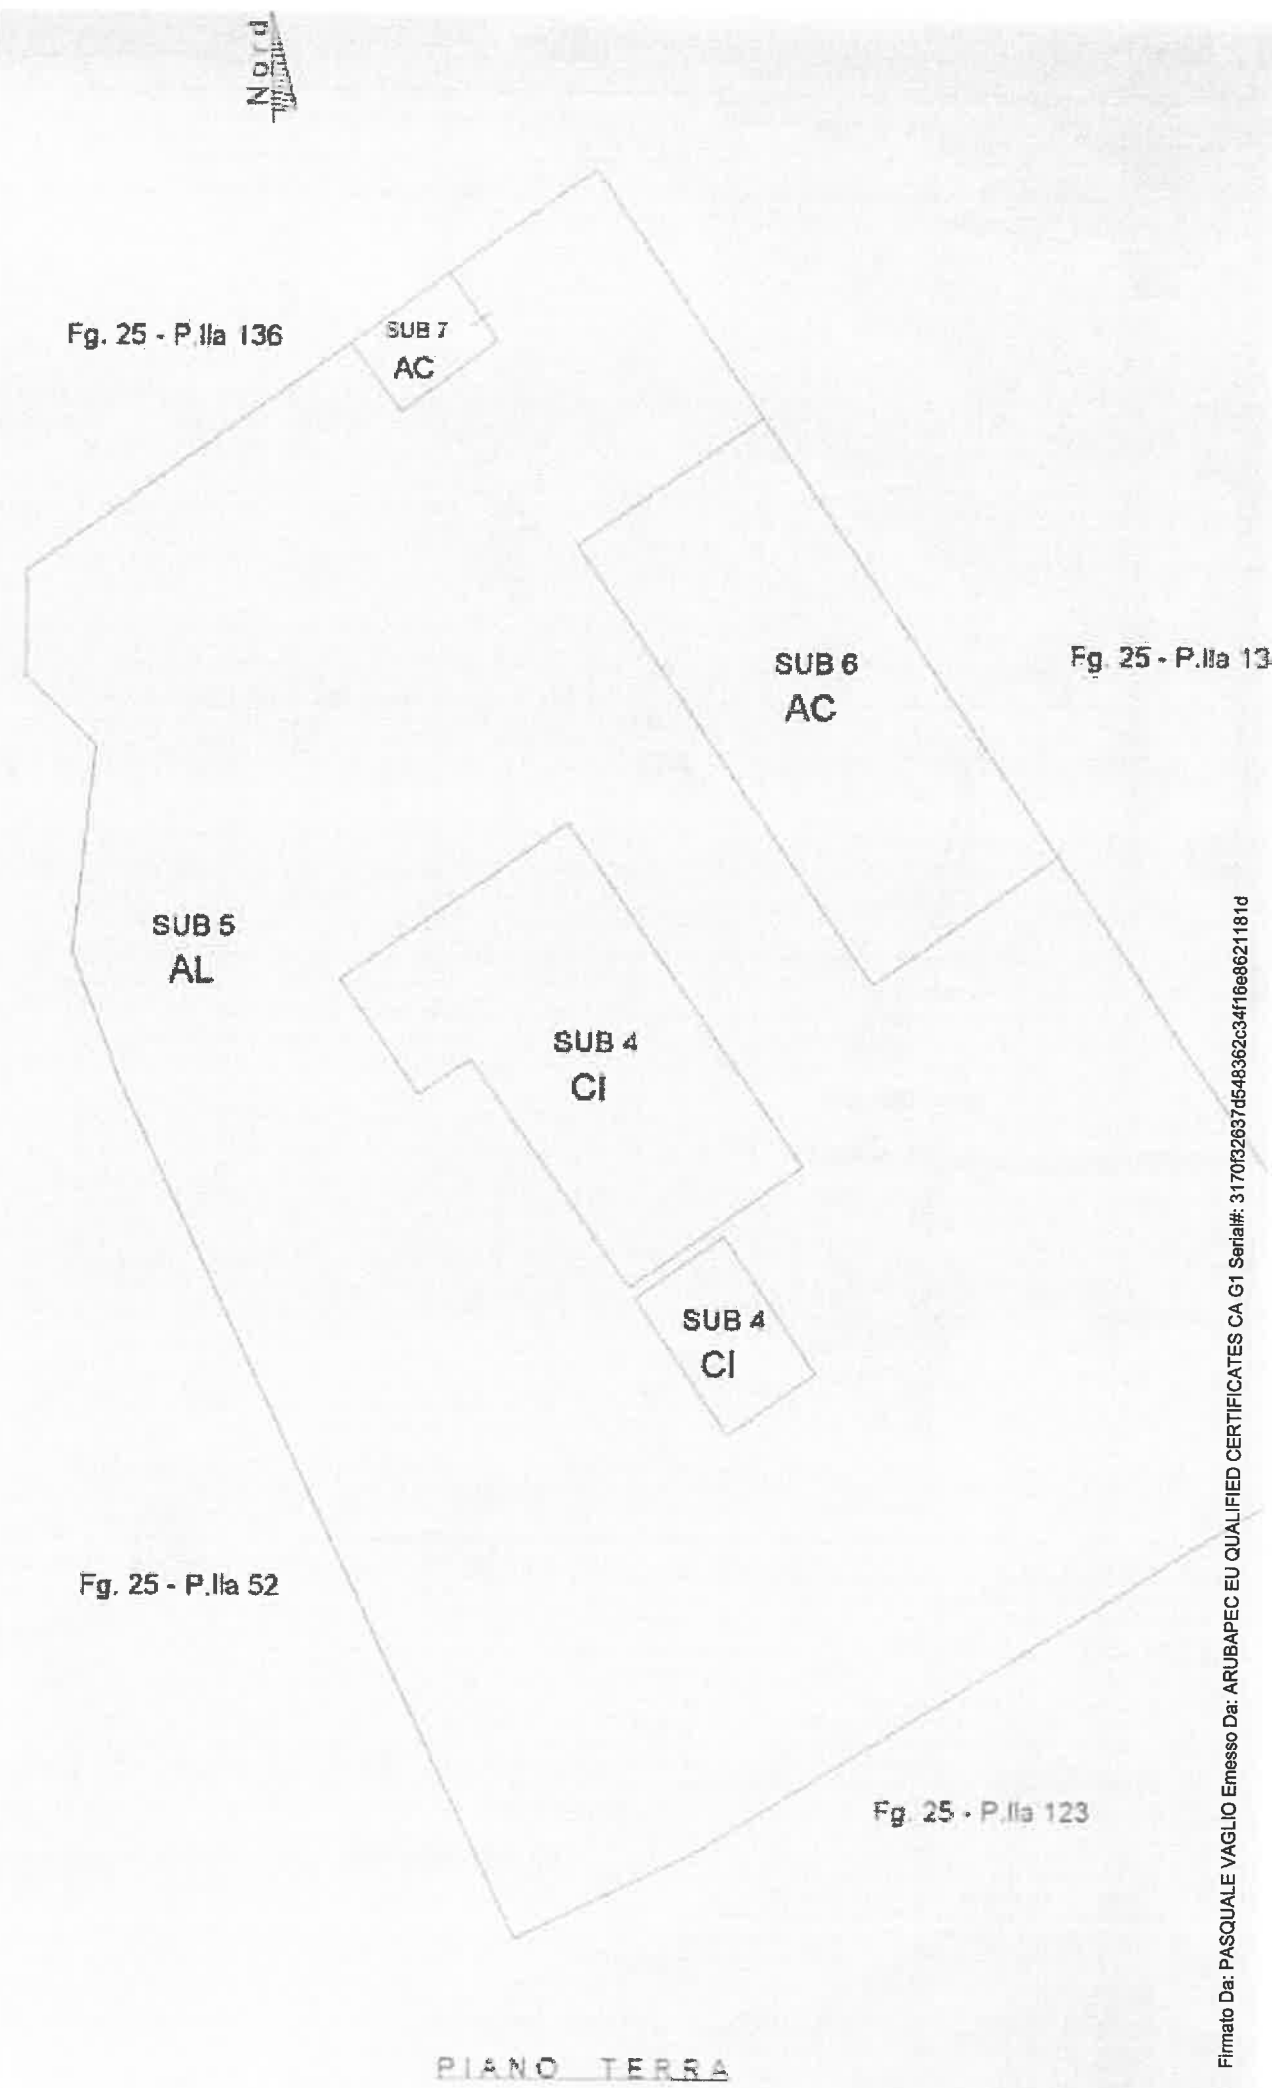 Nord
Fg. 25 - P.lla 136
SUB 7
AC
SUB 6
AC
Fg. 25 - P.lla 13
SUB 5
AL
SUB 4
CI
SUB 4
CI
Fg. 25 - P.lla 52
Fg. 25 - P.lla 123
PIANO TERRA
Firmato Da: PASQUALE VAGLIO Emesso Da: ARUBAPEC EU QUALIFIED CERTIFICATES CA G1 Serial#: 3170f32637d548362c34f16e8621181d